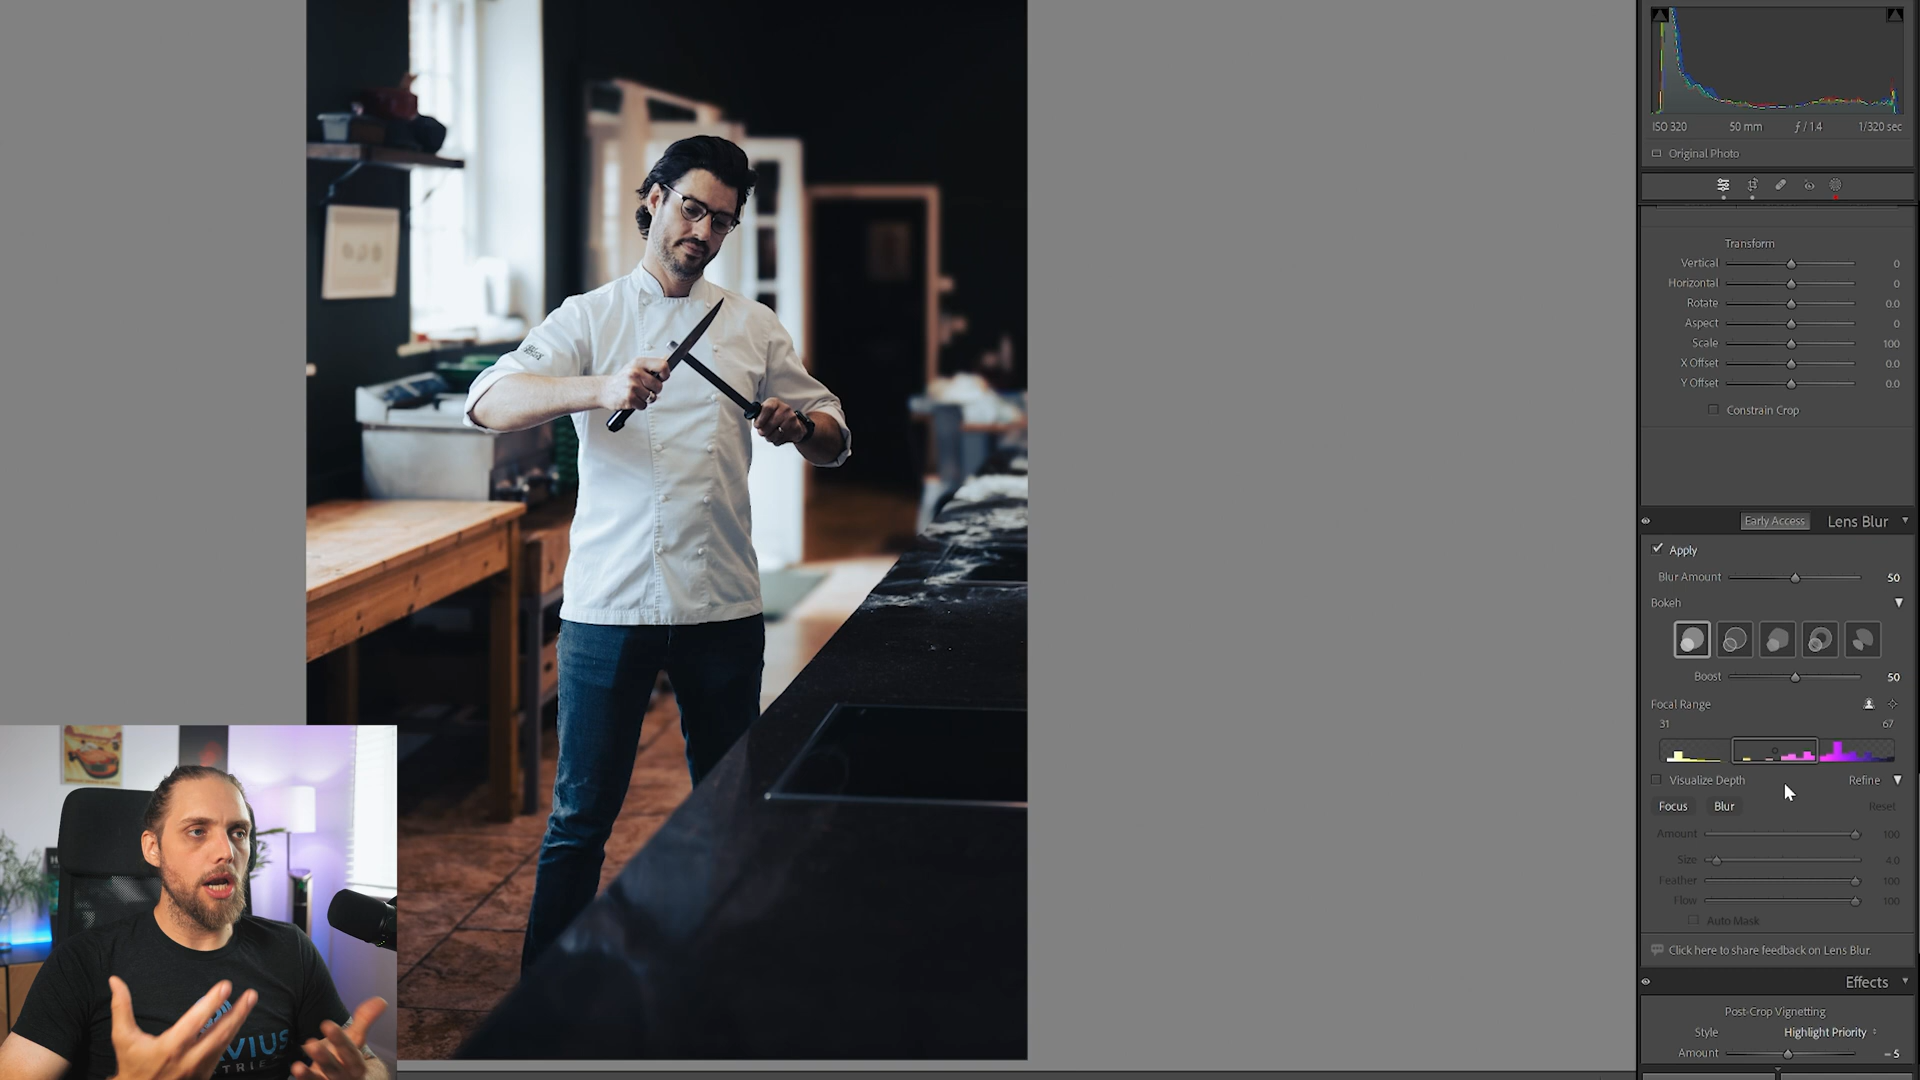 ISO 320 50 mm ƒ / 1.4 1/320 sec
Original Photo
Transform
Vertical 0
Horizontal 0
Rotate 0.0
Aspect 0
Scale 100
X Offset 0.0
Y Offset 0.0
Constrain Crop
Early Access Lens Blur
Apply
Blur Amount 50
Bokeh
Boost 50
Focal Range
31 67
Visualize Depth Refine
Focus Blur Reset
Amount 100
Size 4.0
Feather 100
Flow 100
Auto Mask
Click here to share feedback on Lens Blur.
Effects
Post-Crop Vignetting
Style Highlight Priority
Amount – 5